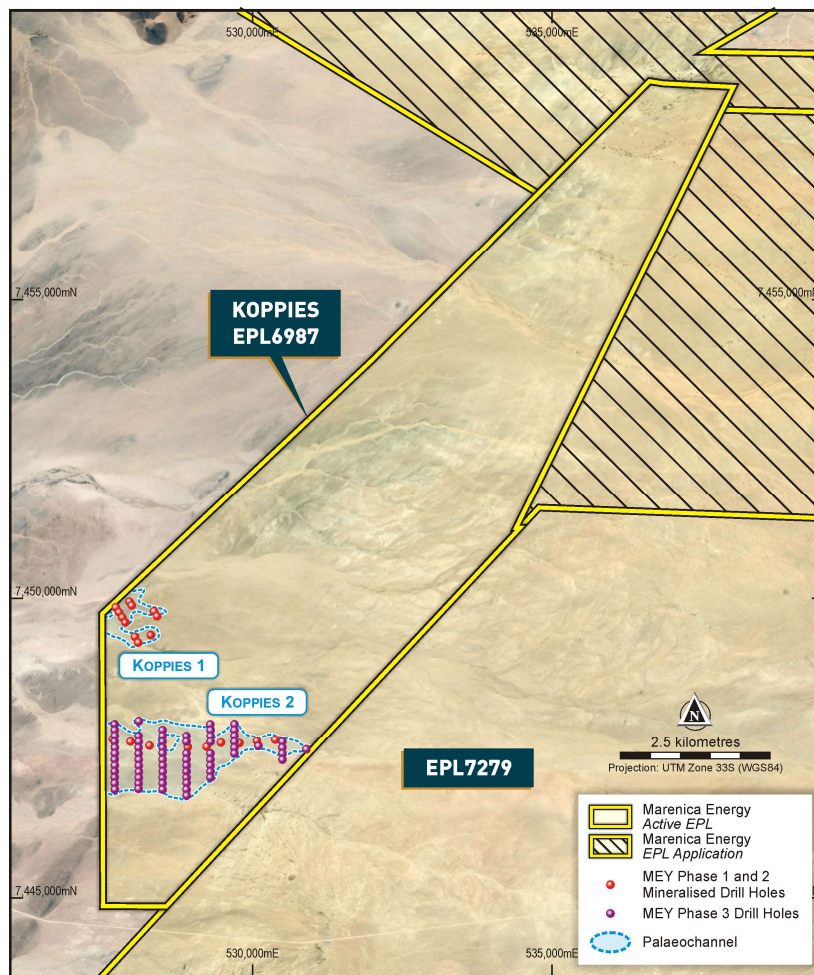 530,000mE
535,000mE
7,455,000mN
7,455,000mN
KOPPIES
EPL6987
7,450,000mN
KOPPIES 1
KOPPIES 2
N
2.5 kilometres
Projection: UTM Zone 33S (WGS84)
EPL7279
Marenica Energy
Active EPL
Marenica Energy
EPL Application
MEY Phase 1 and 2
Mineralised Drill Holes
MEY Phase 3 Drill Holes
Palaeochannel
7,445,000mN
530,000mE
535,000mE